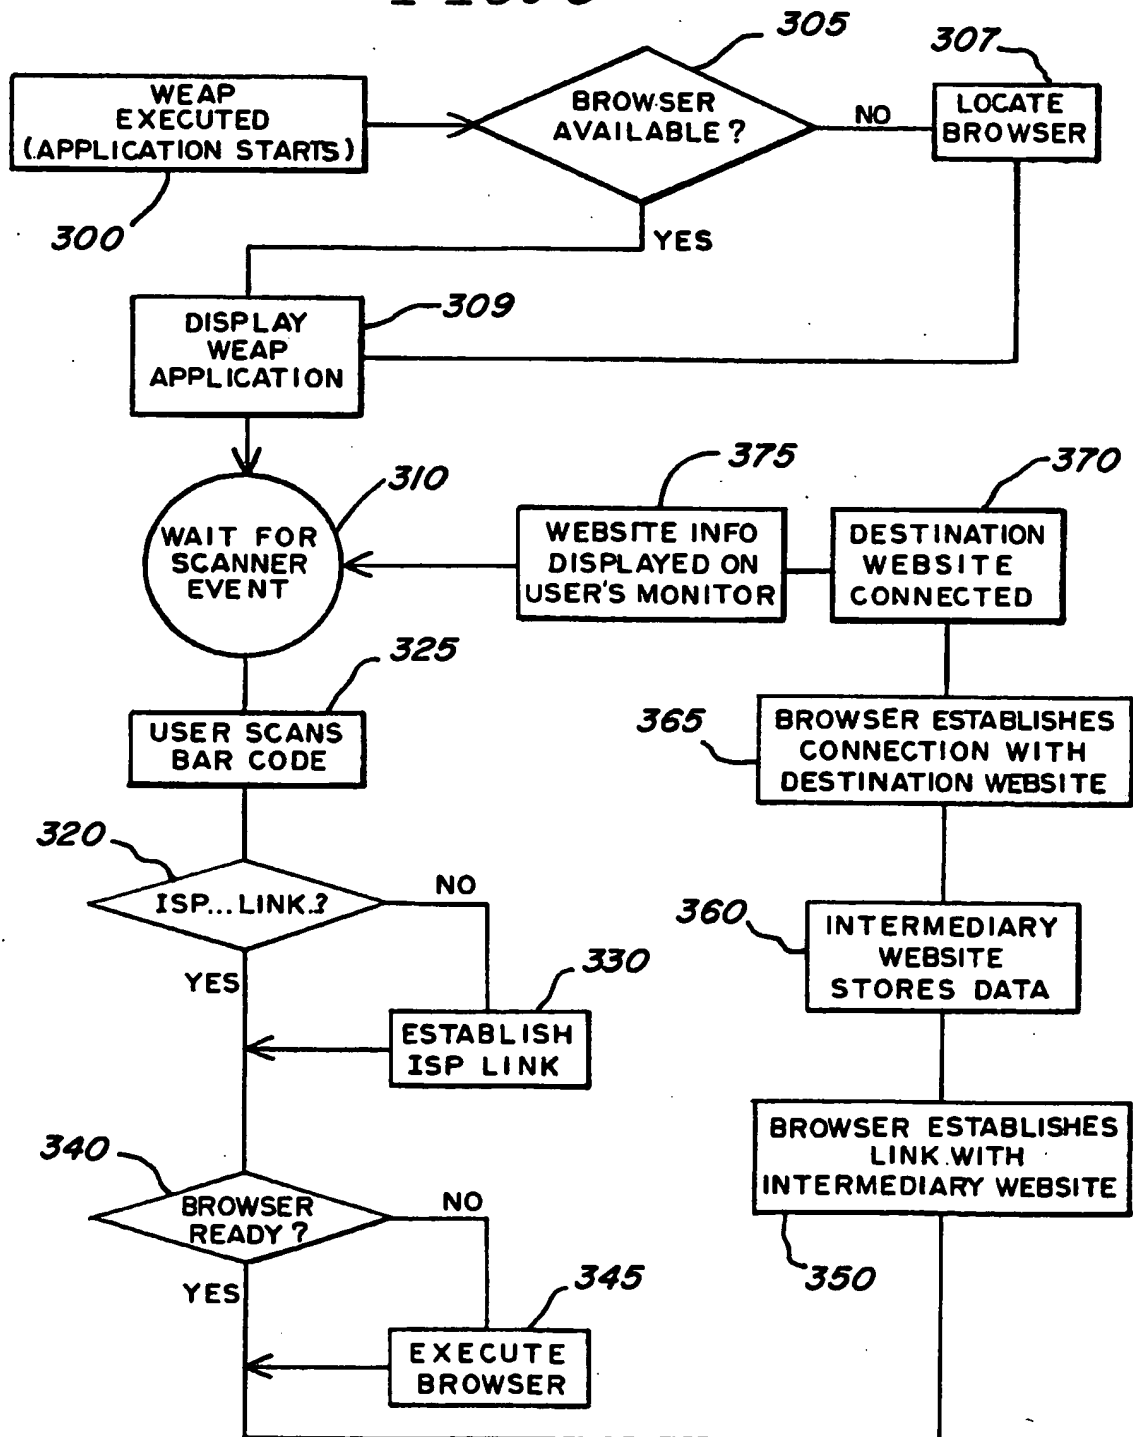 305
307
WEAP
EXECUTED
(APPLICATION STARTS)
BROWSER
AVAILABLE?
NO
LOCATE
BROWSER
300
YES
309
DISPLAY
WEAP
APPLICATION
375
370
310
WAIT FOR
SCANNER
EVENT
WEBSITE INFO
DISPLAYED ON
USER'S MONITOR
DESTINATION
WEBSITE
CONNECTED
325
USER SCANS
BAR CODE
365
BROWSER ESTABLISHES
CONNECTION WITH
DESTINATION WEBSITE
320
ISP...LINK.?
NO
YES
360
INTERMEDIARY
WEBSITE
STORES DATA
330
ESTABLISH
ISP LINK
340
BROWSER
READY?
NO
YES
BROWSER ESTABLISHES
LINK WITH
INTERMEDIARY WEBSITE
350
345
EXECUTE
BROWSER